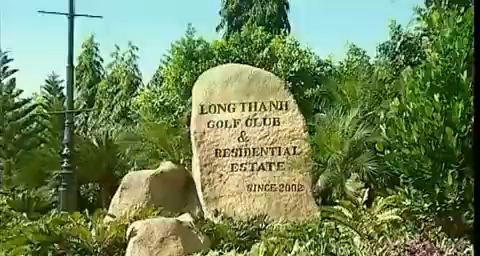 LONG THANH
GOLF CLUB
&
RESIDENTIAL
ESTATE
SINCE 2002